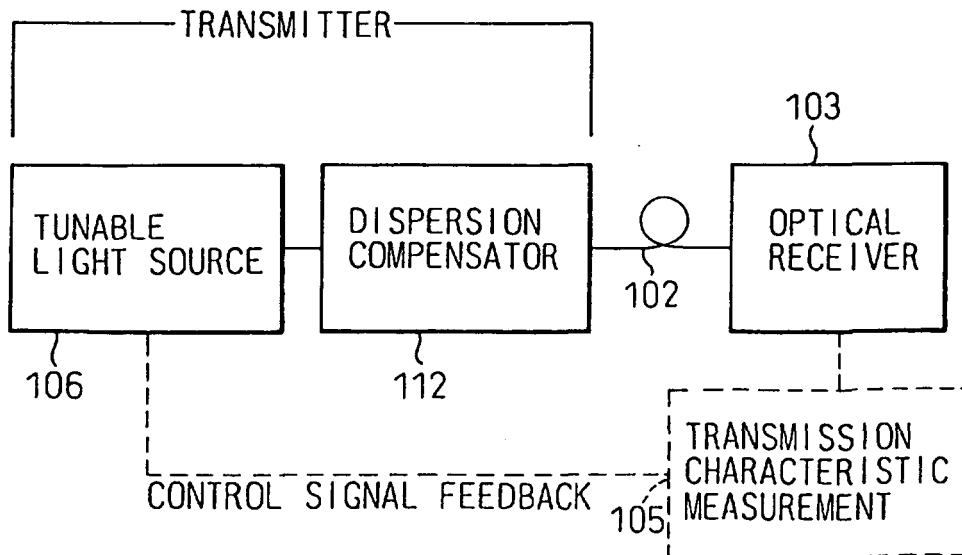 TRANSMITTER
103
TUNABLE
LIGHT SOURCE
DISPERSION
COMPENSATOR
OPTICAL
RECEIVER
102
106
112
TRANSMISSION
CHARACTERISTIC
MEASUREMENT
CONTROL SIGNAL FEEDBACK
105